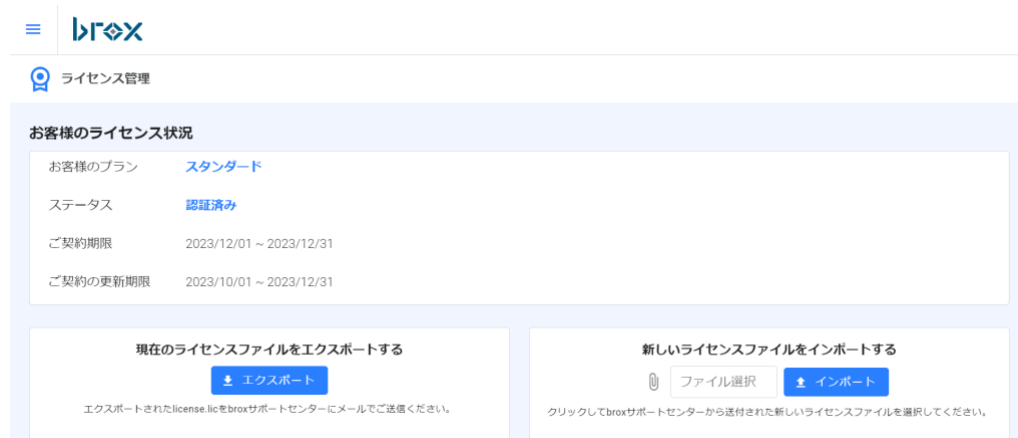 brox
ライセンス管理
お客様のライセンス状況
お客様のプラン スタンダード
ステータス 認証済み
ご契約期限 2023/12/01 ~ 2023/12/31
ご契約の更新期限 2023/10/01 ~ 2023/12/31
現在のライセンスファイルをエクスポートする
エクスポート
エクスポートされたlicense.licをbroxサポートセンターにメールでご送信ください。
新しいライセンスファイルをインポートする
ファイル選択 インポート
クリックしてbroxサポートセンターから送付された新しいライセンスファイルを選択してください。